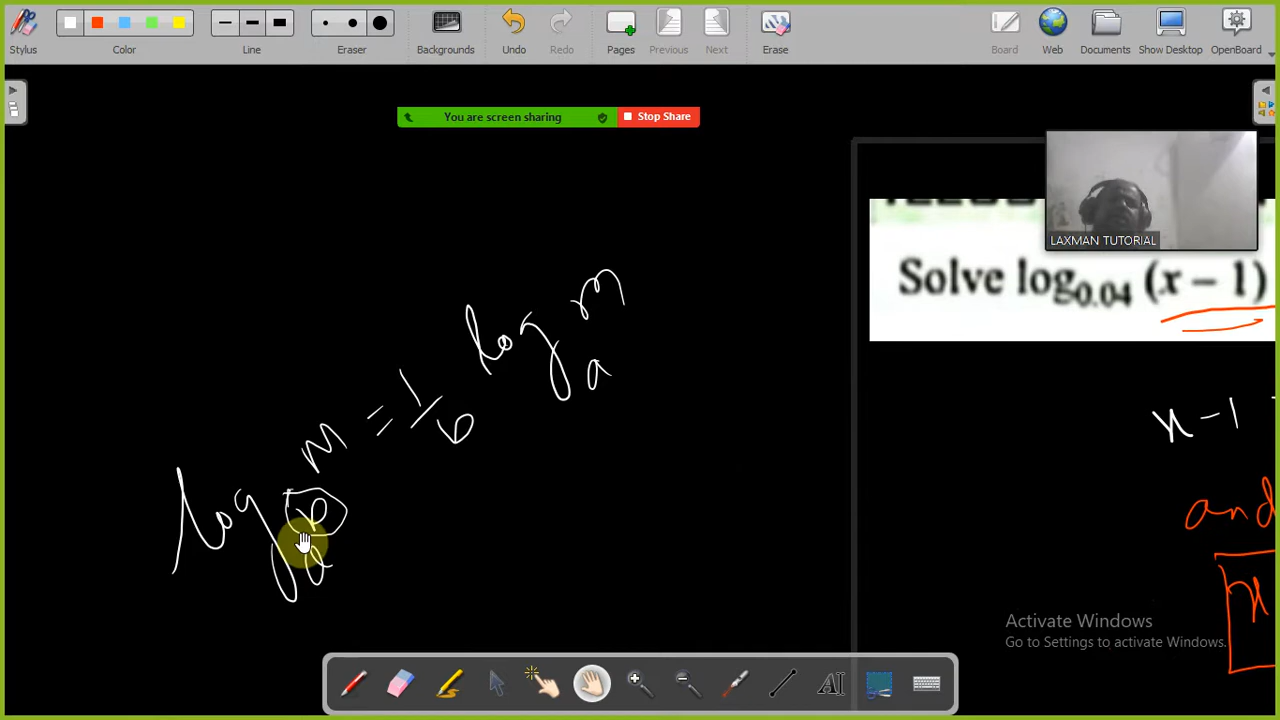 Stylus Color Line Eraser Backgrounds Undo Redo Pages Previous Next Erase Board Web Documents Show Desktop OpenBoard
You are screen sharing Stop Share
LAXMAN TUTORIAL
Solve log0.04 (x – 1)
log a^b m = 1/b log a m
x – 1
and
x
Activate Windows
Go to Settings to activate Windows.